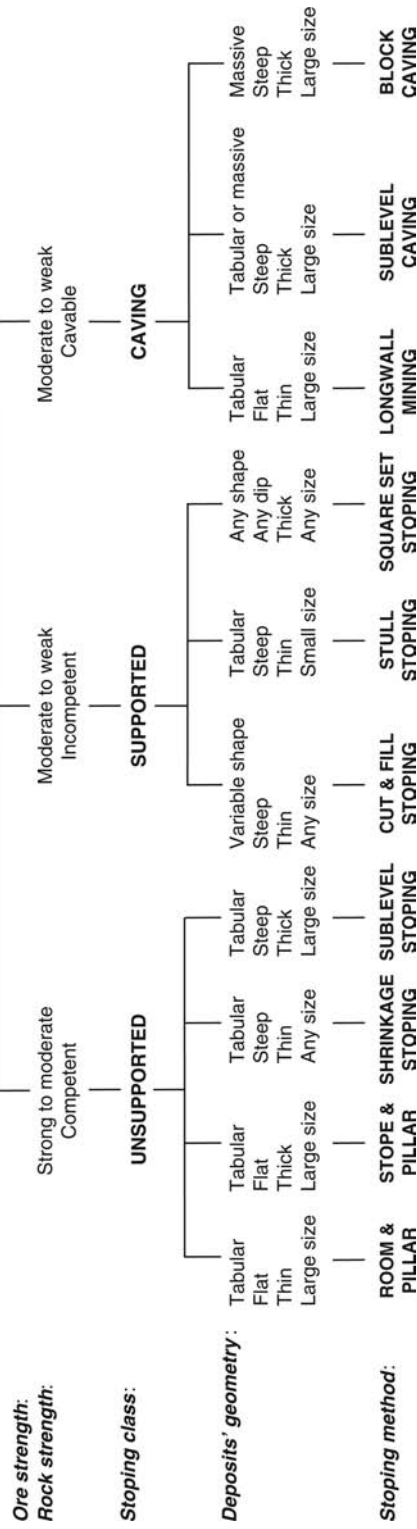 Ore strength:
Rock strength:
Strong to moderate
Competent
Moderate to weak
Incompetent
Moderate to weak
Cavable
Stoping class:
UNSUPPORTED
SUPPORTED
CAVING
Deposits' geometry:
Tabular
Flat
Thin
Large size
Tabular
Flat
Thick
Large size
Tabular
Steep
Thin
Any size
Tabular
Steep
Thick
Large size
Variable shape
Steep
Thin
Any size
Tabular
Steep
Thin
Small size
Any shape
Any dip
Thick
Any size
Tabular
Flat
Thin
Large size
Tabular or massive
Steep
Thick
Large size
Massive
Steep
Thick
Large size
Stoping method:
ROOM &
PILLAR
STOPE &
PILLAR
SHRINKAGE
STOPING
SUBLEVEL
STOPING
CUT & FILL
STOPING
STULL
STOPING
SQUARE SET
STOPING
LONGWALL
MINING
SUBLEVEL
CAVING
BLOCK
CAVING